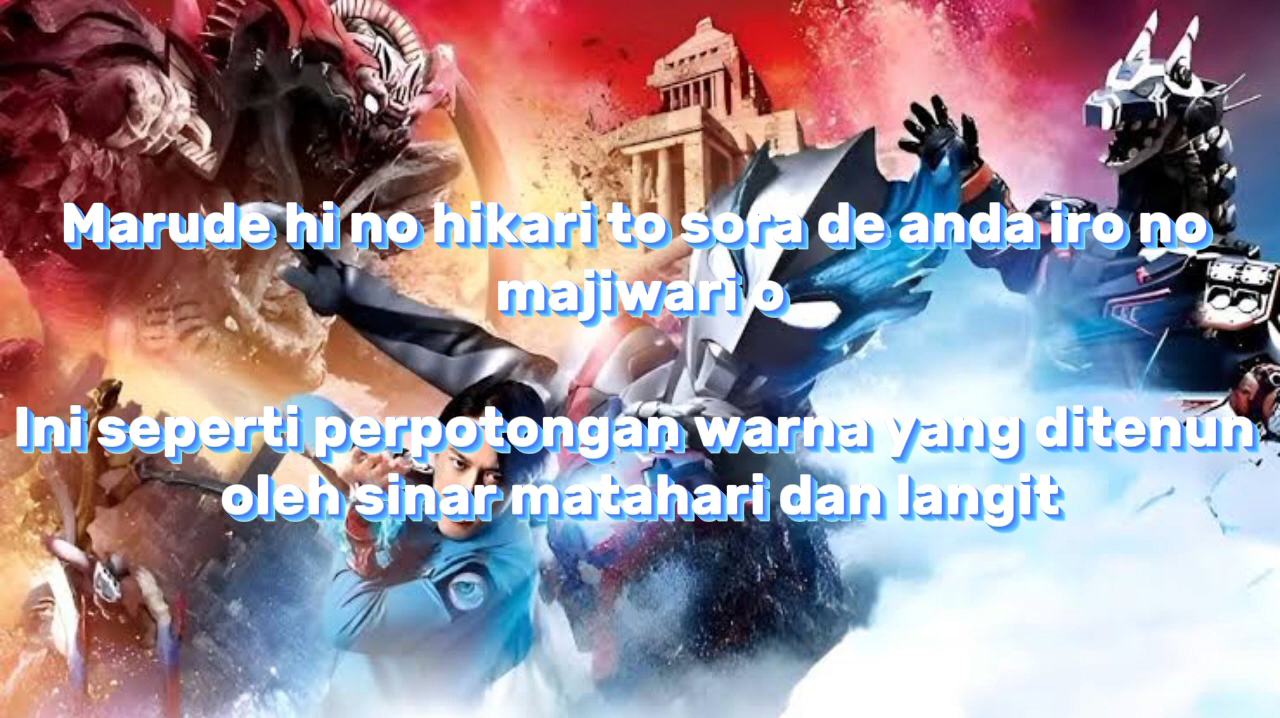 Marude hi no hikari to sora de anda iro no
majiwari o
Ini seperti perpotongan warna yang ditenun
oleh sinar matahari dan langit